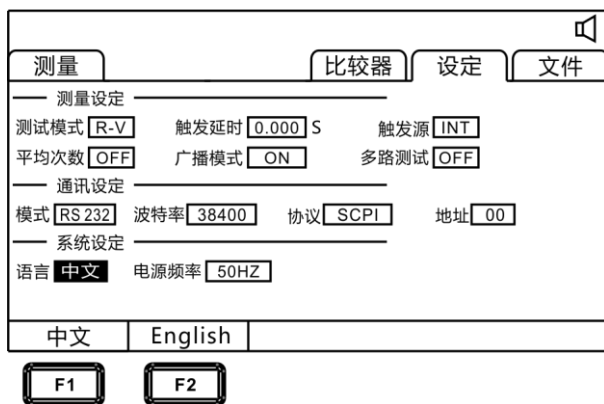 测量 比较器 设定 文件
测量设定
测试模式 R-V 触发延时 0.000 S 触发源 INT
平均次数 OFF 广播模式 ON 多路测试 OFF
通讯设定
模式 RS 232 波特率 38400 协议 SCPI 地址 00
系统设定
语言 中文 电源频率 50HZ
中文 English
F1 F2